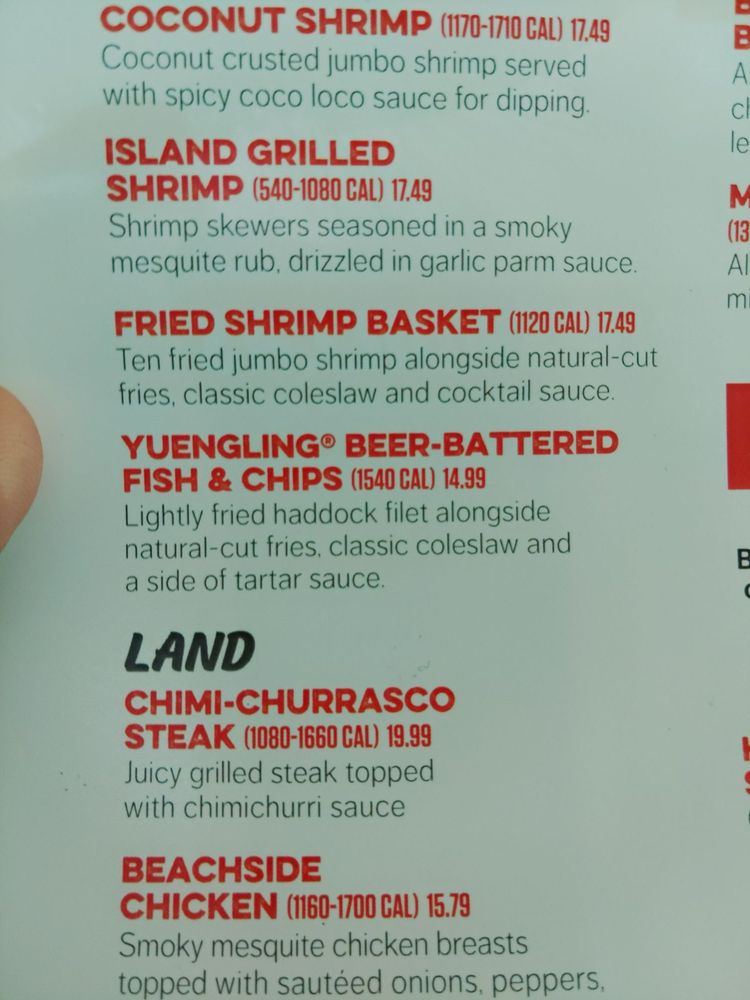 COCONUT SHRIMP (1170-1710 CAL) 17.49
Coconut crusted jumbo shrimp served
with spicy coco loco sauce for dipping.
ISLAND GRILLED
SHRIMP (540-1080 CAL) 17.49
Shrimp skewers seasoned in a smoky
mesquite rub, drizzled in garlic parm sauce.
FRIED SHRIMP BASKET (1120 CAL) 17.49
Ten fried jumbo shrimp alongside natural-cut
fries, classic coleslaw and cocktail sauce.
YUENGLING® BEER-BATTERED
FISH & CHIPS (1540 CAL) 14.99
Lightly fried haddock filet alongside
natural-cut fries, classic coleslaw and
a side of tartar sauce.
LAND
CHIMI-CHURRASCO
STEAK (1080-1660 CAL) 19.99
Juicy grilled steak topped
with chimichurri sauce
BEACHSIDE
CHICKEN (1160-1700 CAL) 15.79
Smoky mesquite chicken breasts
topped with sautéed onions, peppers,